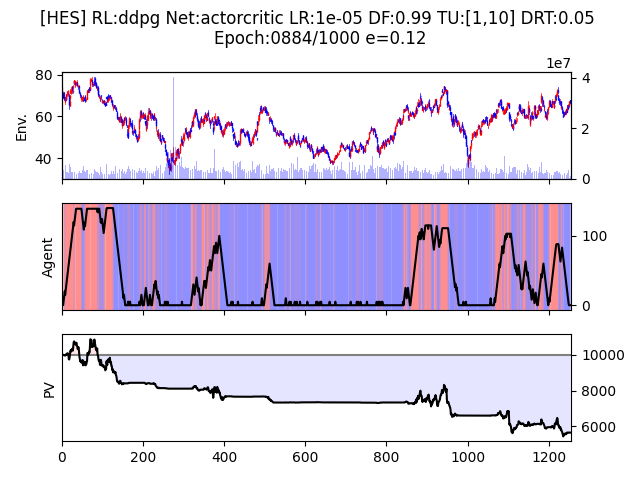 [HES] RL:ddpg Net:actorcritic LR:1e-05 DF:0.99 TU:[1,10] DRT:0.05
Epoch:0884/1000 e=0.12
1e7
80
60
40
Env.
4
2
0
Agent
100
0
PV
10000
8000
6000
0 200 400 600 800 1000 1200